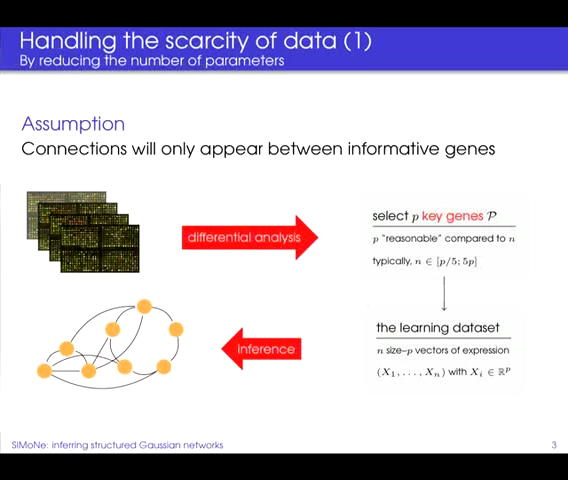 Handling the scarcity of data (1)
By reducing the number of parameters
Assumption
Connections will only appear between informative genes
differential analysis
select p key genes 𝒫
p "reasonable" compared to n
typically, n ∈ [p/5; 5p]
the learning dataset
n size–p vectors of expression
(X₁, . . . , Xₙ) with Xᵢ ∈ ℝᵖ
inference
SIMoNe: inferring structured Gaussian networks
3